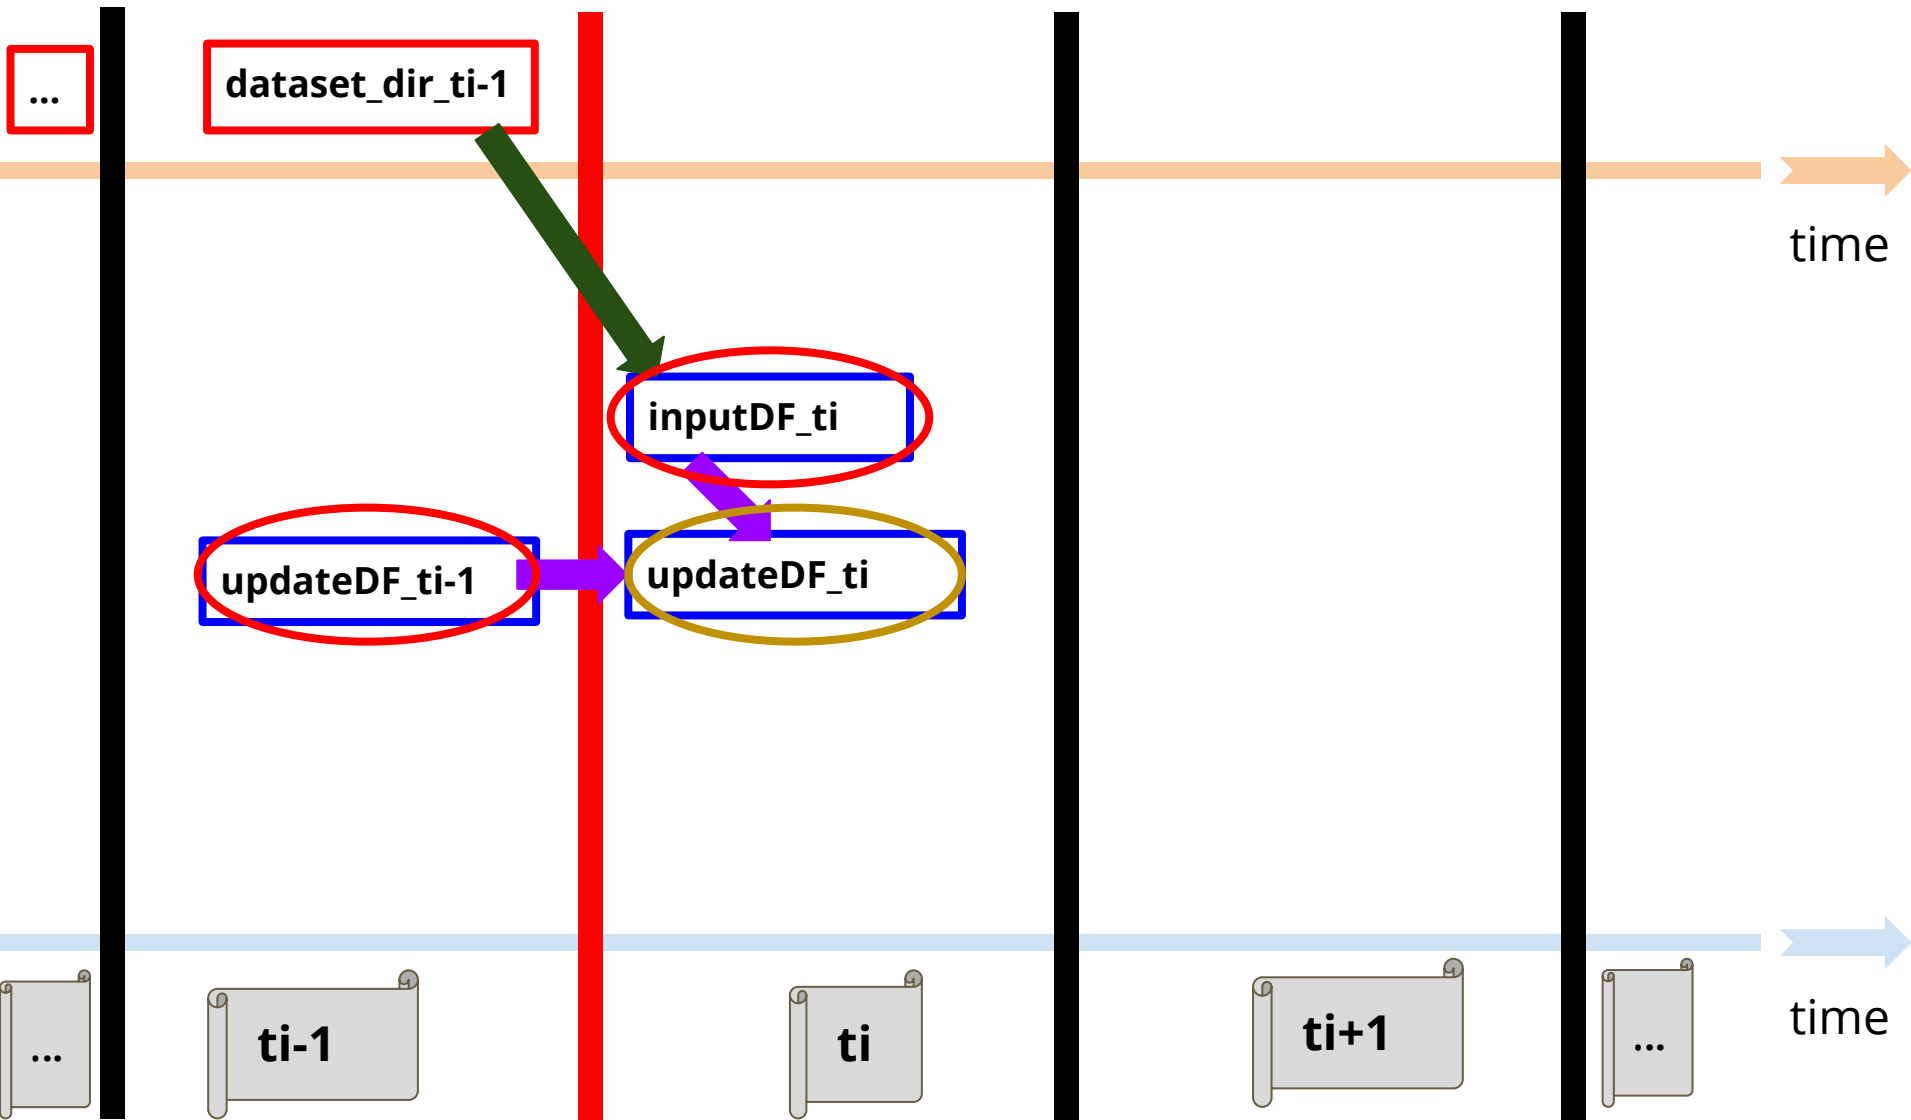 ...
dataset_dir_ti-1
time
inputDF_ti
updateDF_ti-1
updateDF_ti
...
ti-1
ti
ti+1
...
time